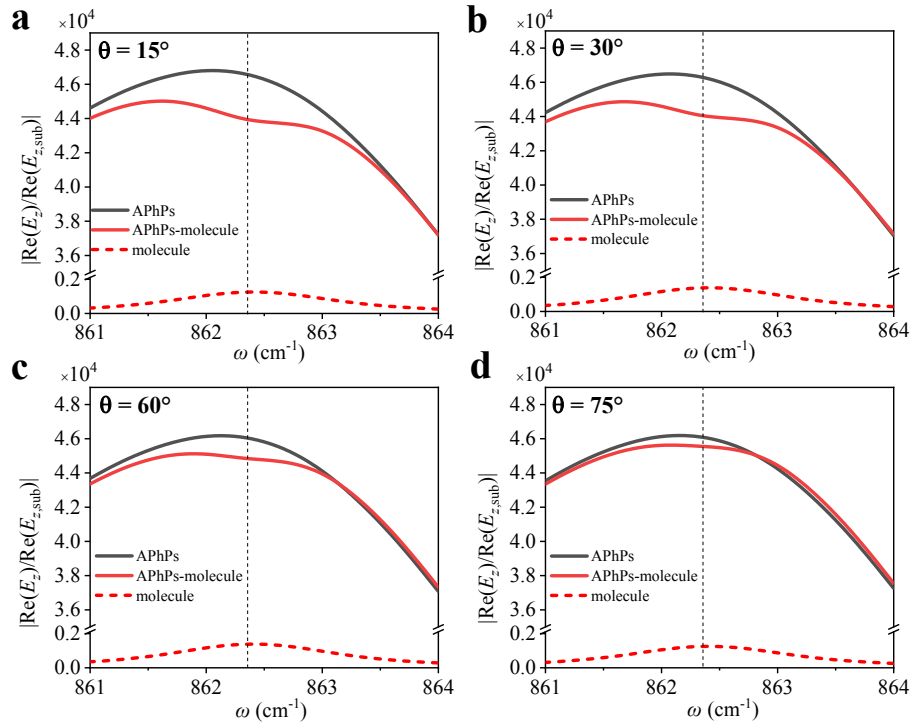 a
×10⁴
θ = 15°
|Re(E_z)/Re(E_z,sub)|
4.8
4.6
4.4
4.2
4.0
3.8
3.6
0.2
0.0
APhPs
APhPs-molecule
molecule
861 862 863 864
ω (cm⁻¹)
b
×10⁴
θ = 30°
|Re(E_z)/Re(E_z,sub)|
4.8
4.6
4.4
4.2
4.0
3.8
3.6
0.2
0.0
APhPs
APhPs-molecule
molecule
861 862 863 864
ω (cm⁻¹)
c
×10⁴
θ = 60°
|Re(E_z)/Re(E_z,sub)|
4.8
4.6
4.4
4.2
4.0
3.8
3.6
0.2
0.0
APhPs
APhPs-molecule
molecule
861 862 863 864
ω (cm⁻¹)
d
×10⁴
θ = 75°
|Re(E_z)/Re(E_z,sub)|
4.8
4.6
4.4
4.2
4.0
3.8
3.6
0.2
0.0
APhPs
APhPs-molecule
molecule
861 862 863 864
ω (cm⁻¹)